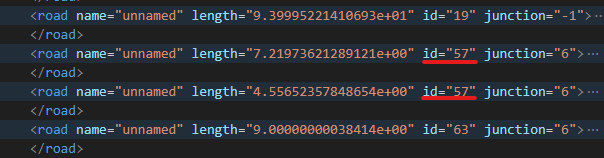 <road name="unnamed" length="9.39995221410693e+01" id="19" junction="-1">···
</road>
<road name="unnamed" length="7.21973621289121e+00" id="57" junction="6">···
</road>
<road name="unnamed" length="4.55652357848654e+00" id="57" junction="6">···
</road>
<road name="unnamed" length="9.00000000038414e+00" id="63" junction="6">···
</road>